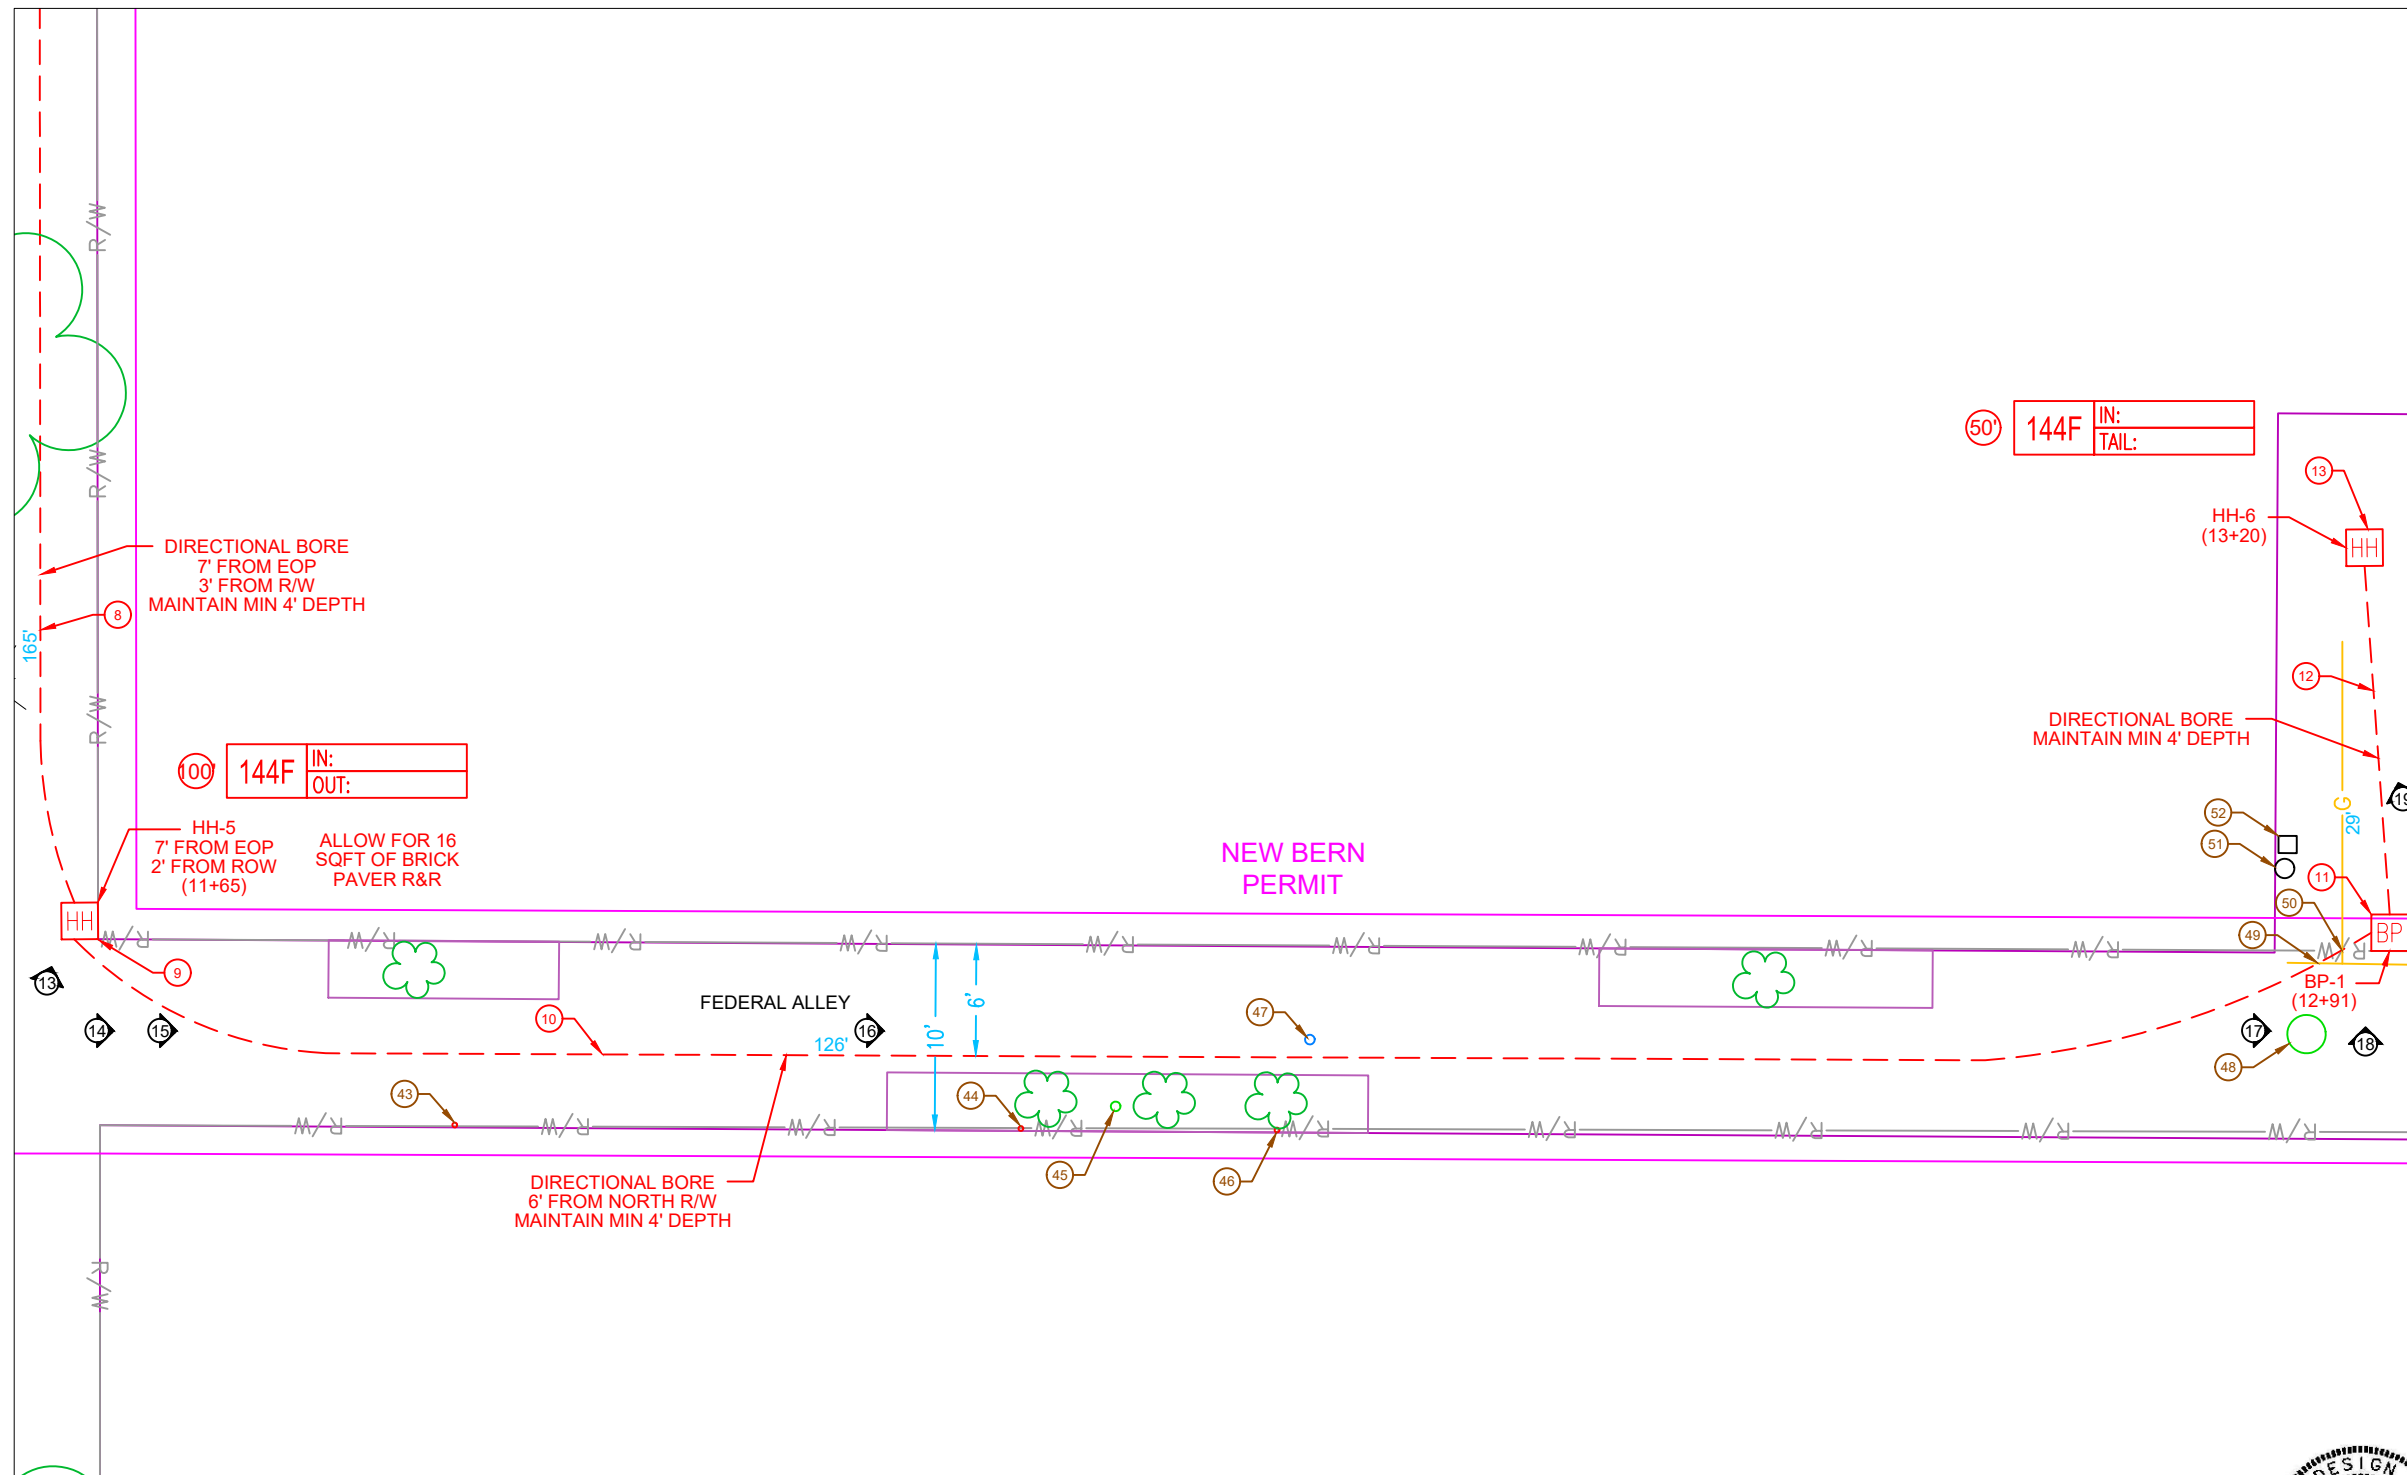 R/W
R/W
R/W
DIRECTIONAL BORE
7' FROM EOP
3' FROM R/W
MAINTAIN MIN 4' DEPTH
8
165'
100'
144F
IN:
OUT:
HH-5
7' FROM EOP
2' FROM ROW
(11+65)
ALLOW FOR 16
SQFT OF BRICK
PAVER R&R
HH
9
13
14
15
50'
144F
IN:
TAIL:
13
HH-6
(13+20)
HH
12
DIRECTIONAL BORE
MAINTAIN MIN 4' DEPTH
19
G
29'
52
51
11
50
49
BP
BP-1
(12+91)
17
18
48
NEW BERN
PERMIT
R/W R/W R/W R/W R/W R/W R/W R/W R/W R/W
FEDERAL ALLEY
10
126'
16
10'
6'
47
43
44
45
46
R/W R/W R/W R/W R/W R/W R/W R/W R/W
DIRECTIONAL BORE
6' FROM NORTH R/W
MAINTAIN MIN 4' DEPTH
R/W
DESIGN